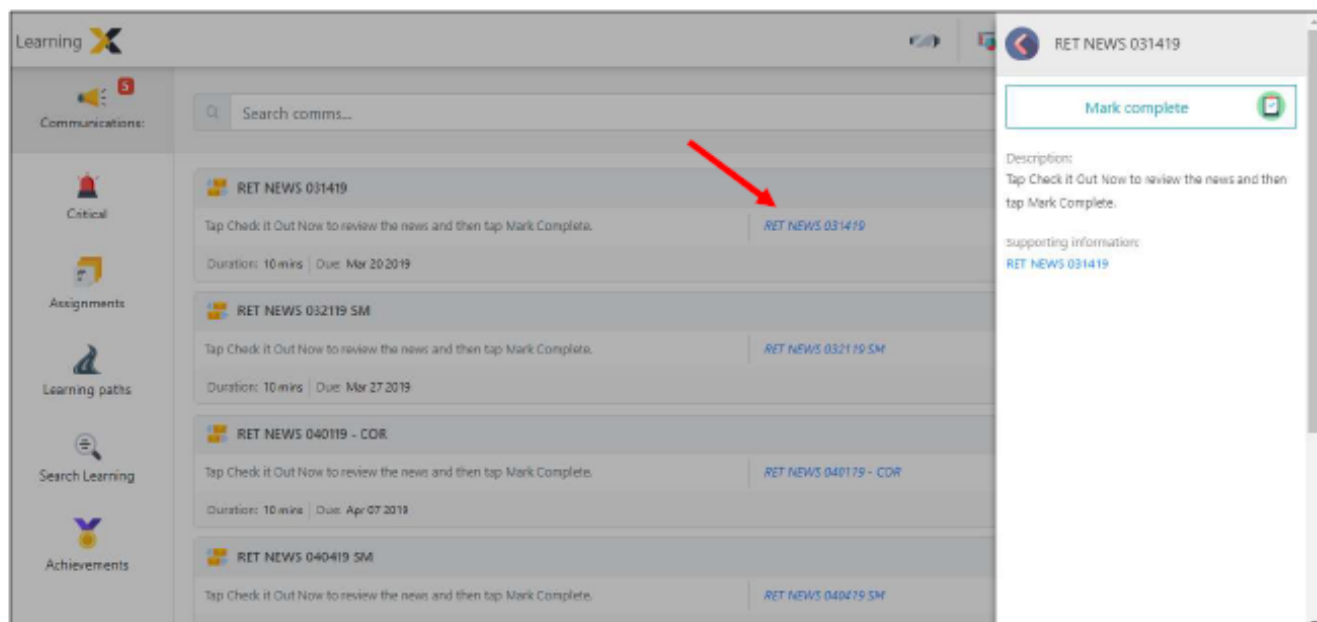 Learning X
RET NEWS 031419
5
Communications:
Search comms...
Mark complete
Critical
RET NEWS 031419
Description:
Tap Check it Out Now to review the news and then
tap Mark Complete.
Tap Check it Out Now to review the news and then tap Mark Complete.
RET NEWS 031419
Supporting information:
RET NEWS 031419
Duration: 10 mins | Due: Mar 20 2019
Assignments
RET NEWS 032119 SM
Tap Check it Out Now to review the news and then tap Mark Complete.
RET NEWS 032119 SM
Learning paths
Duration: 10 mins | Due: Mar 27 2019
RET NEWS 040119 - COR
Search Learning
Tap Check it Out Now to review the news and then tap Mark Complete.
RET NEWS 040119 - COR
Duration: 10 mins | Due: Apr 07 2019
Achievements
RET NEWS 040419 SM
Tap Check it Out Now to review the news and then tap Mark Complete.
RET NEWS 040419 SM